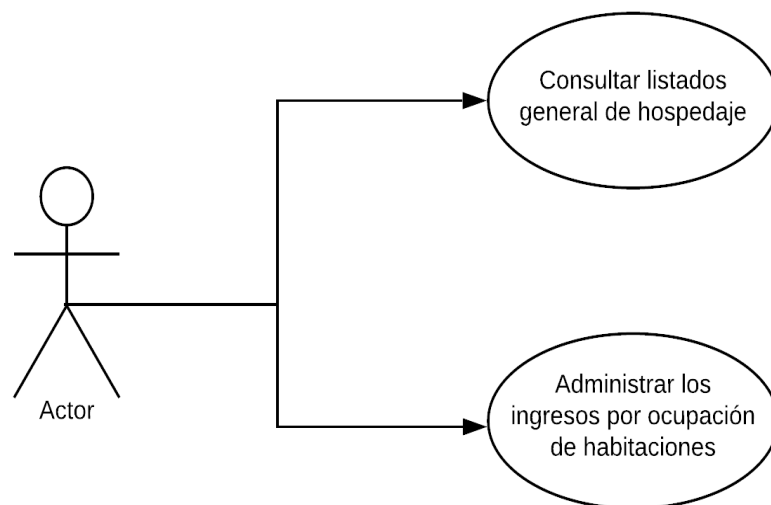 Consultar listados
general de hospedaje
Actor
Administrar los
ingresos por ocupación
de habitaciones